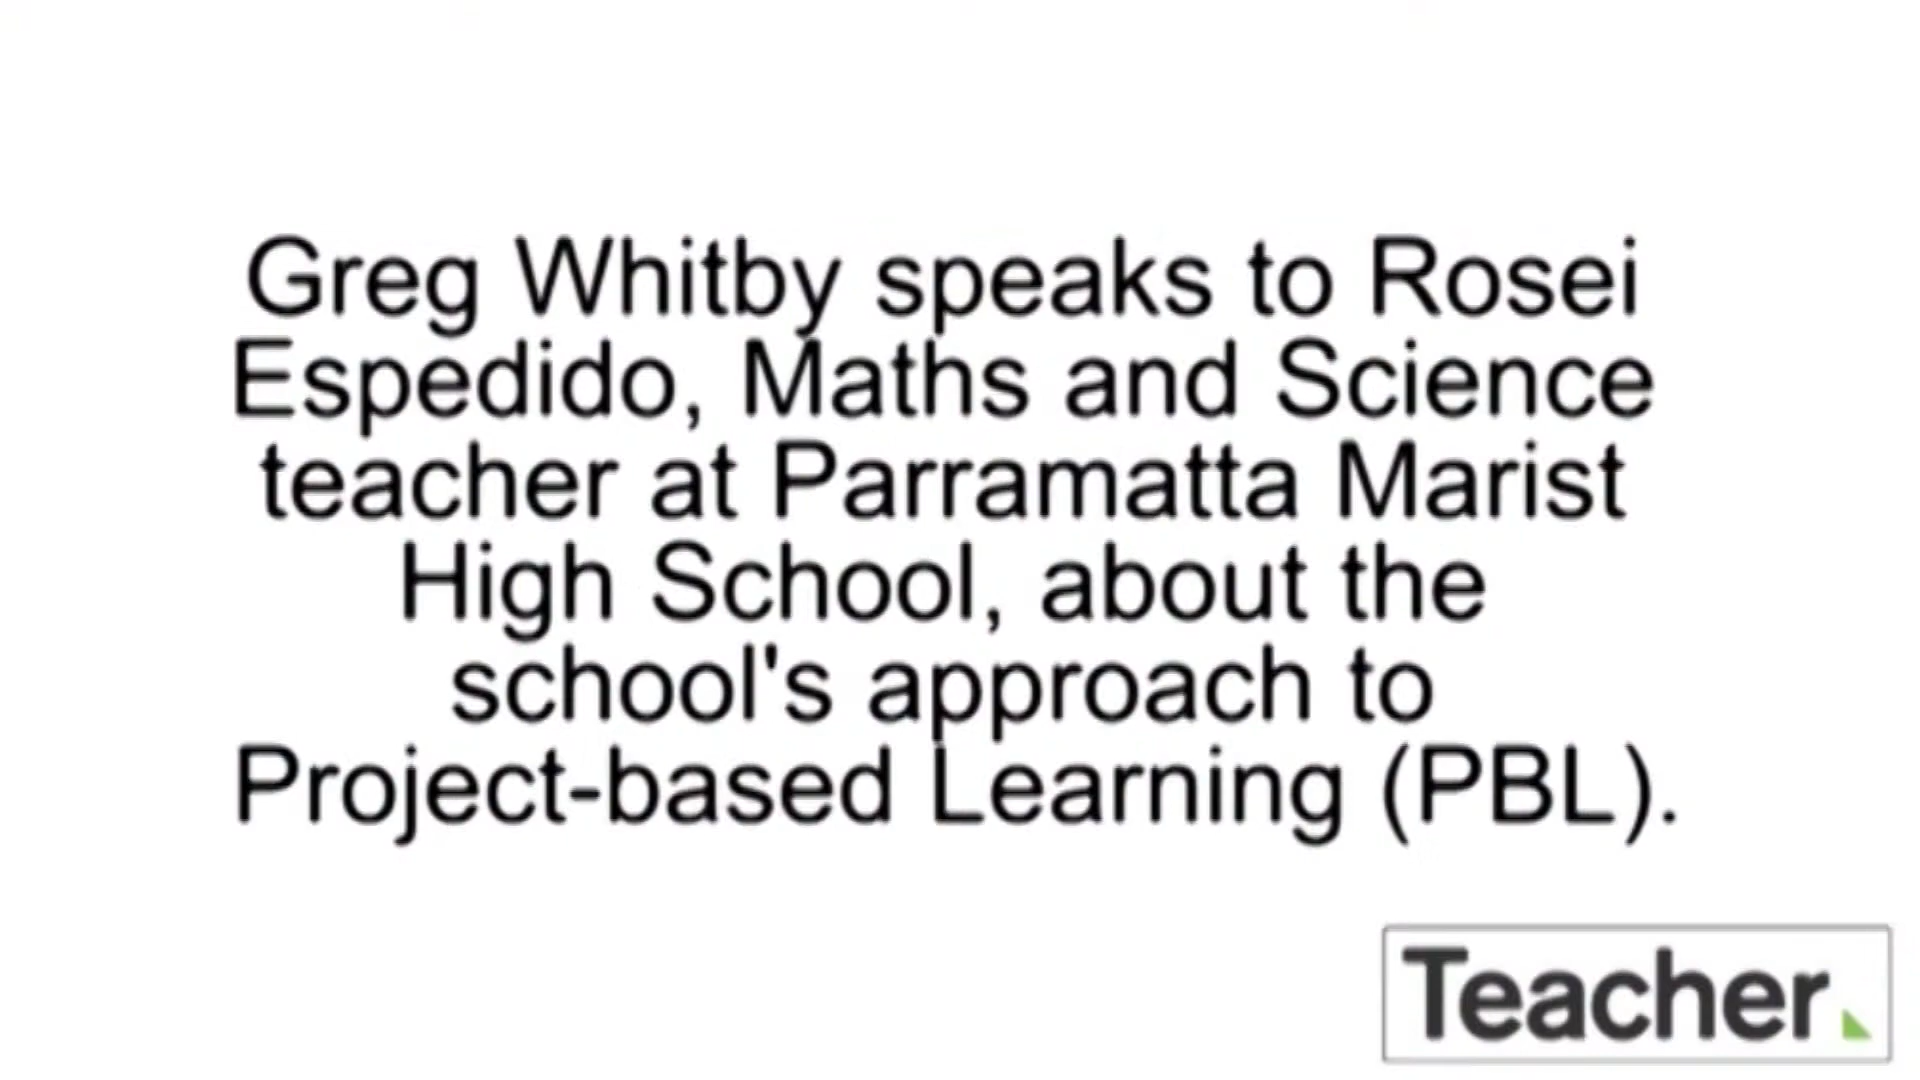 Greg Whitby speaks to Rosei
Espedido, Maths and Science
teacher at Parramatta Marist
High School, about the
school's approach to
Project-based Learning (PBL).
Teacher